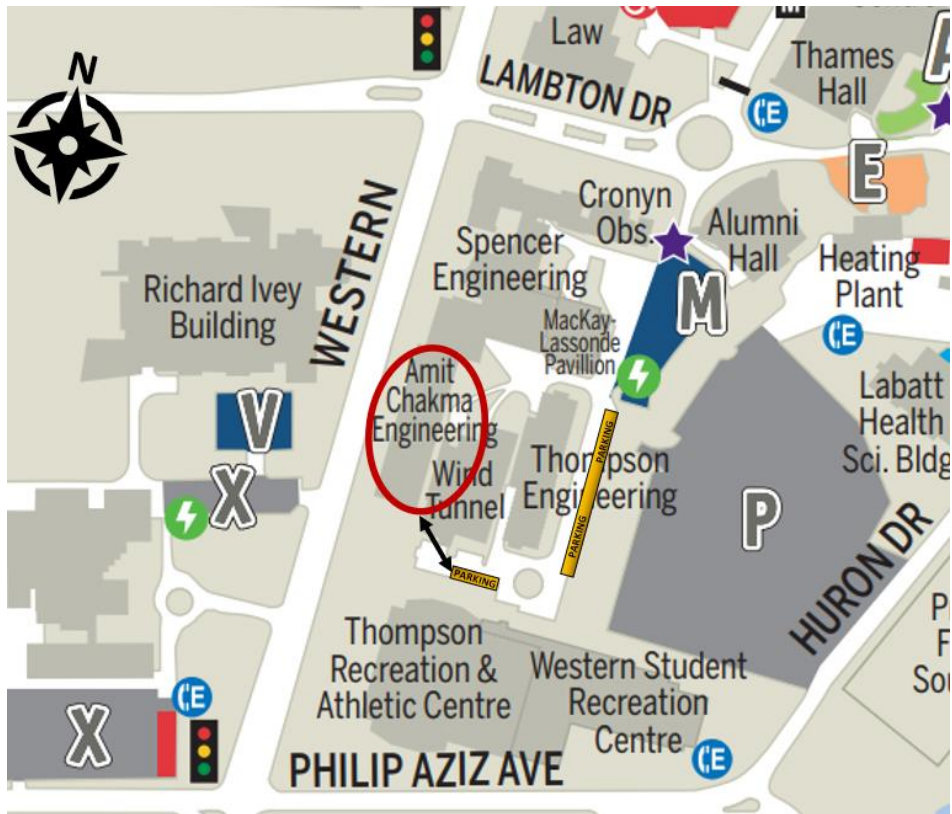 N
Law
LAMBTON DR
Thames
Hall
A
E
E
Cronyn
Obs.
Alumni
Hall
Spencer
Engineering
WESTERN
Richard Ivey
Building
M
Heating
Plant
E
MacKay-
Lassonde
Pavillion
Amit
Chakma
Engineering
V
X
Wind
Tunnel
Thompson
Engineering
PARKING
PARKING
PARKING
P
Labatt
Health
Sci. Bldg
HURON DR
Thompson
Recreation &
Athletic Centre
Western Student
Recreation
Centre
E
X
E
PHILIP AZIZ AVE